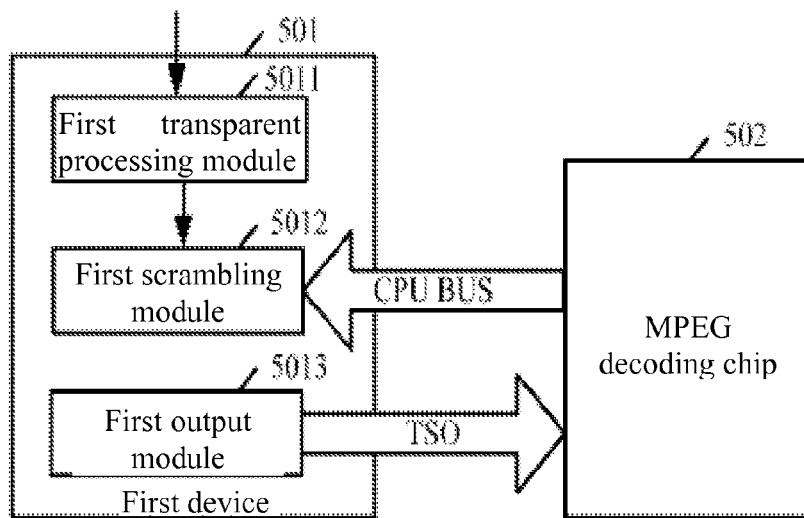 501
5011
First transparent
processing module
502
5012
First scrambling
module
CPU BUS
MPEG
decoding chip
5013
First output
module
TSO
First device